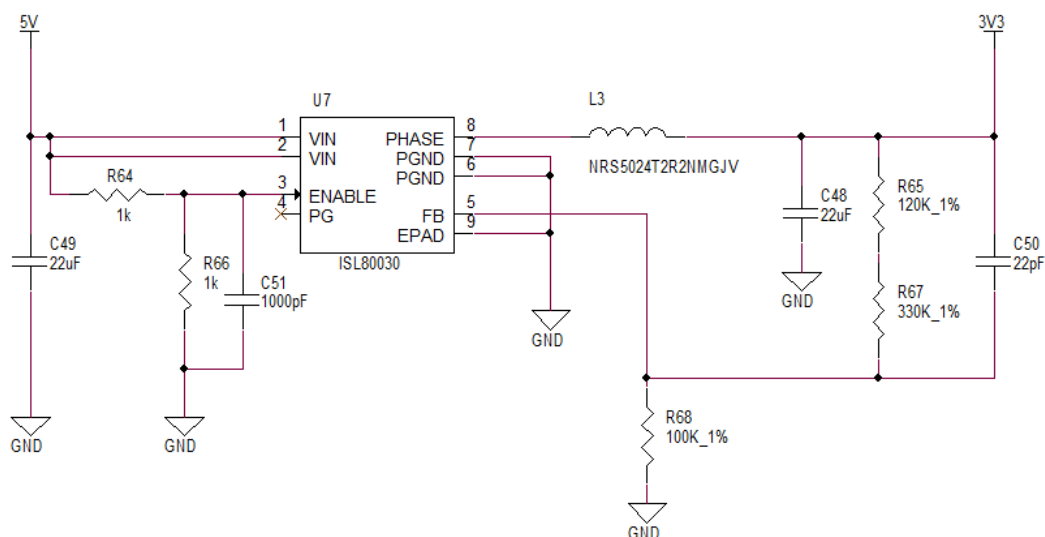 5V
3V3
U7
L3
1
VIN
2
VIN
3
ENABLE
4
PG
PHASE
8
PGND
7
PGND
6
FB
5
EPAD
9
ISL80030
NRS5024T2R2NMGJV
R64
1k
C49
22uF
R66
1k
C51
1000pF
C48
22uF
R65
120K_1%
C50
22pF
R67
330K_1%
R68
100K_1%
GND
GND
GND
GND
GND